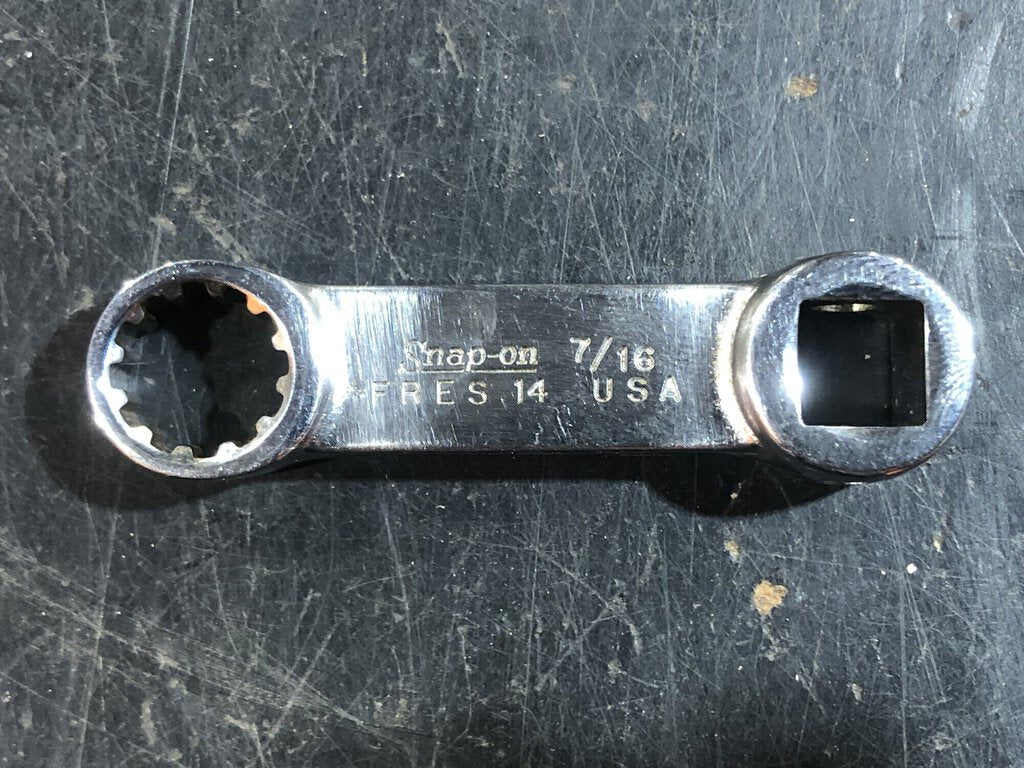 Snap-on 7/16
FRES 14 USA